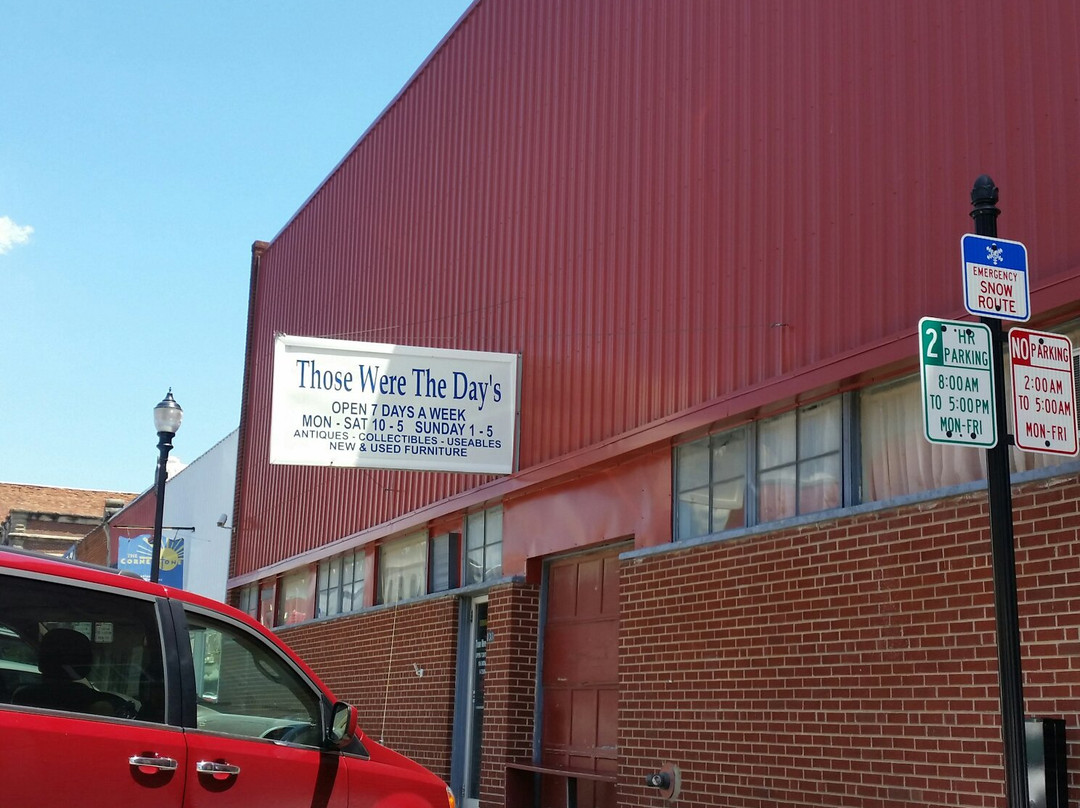 Those Were The Day's
OPEN 7 DAYS A WEEK
MON - SAT 10 - 5 SUNDAY 1 - 5
ANTIQUES - COLLECTIBLES - USEABLES
NEW & USED FURNITURE
EMERGENCY
SNOW
ROUTE
2 HR
PARKING
8:00AM
TO 5:00PM
MON-FRI
NO PARKING
2:00AM
TO 5:00AM
MON-FRI
THE